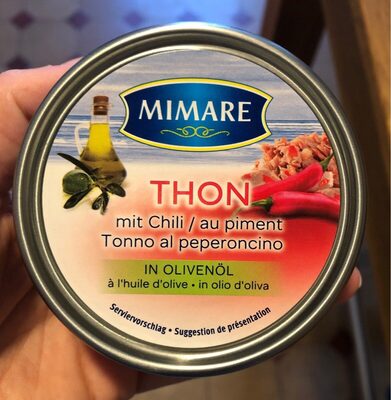 MIMARE
THON
mit Chili / au piment
Tonno al peperoncino
IN OLIVENÖL
à l'huile d'olive • in olio d'oliva
Serviervorschlag • Suggestion de présentation